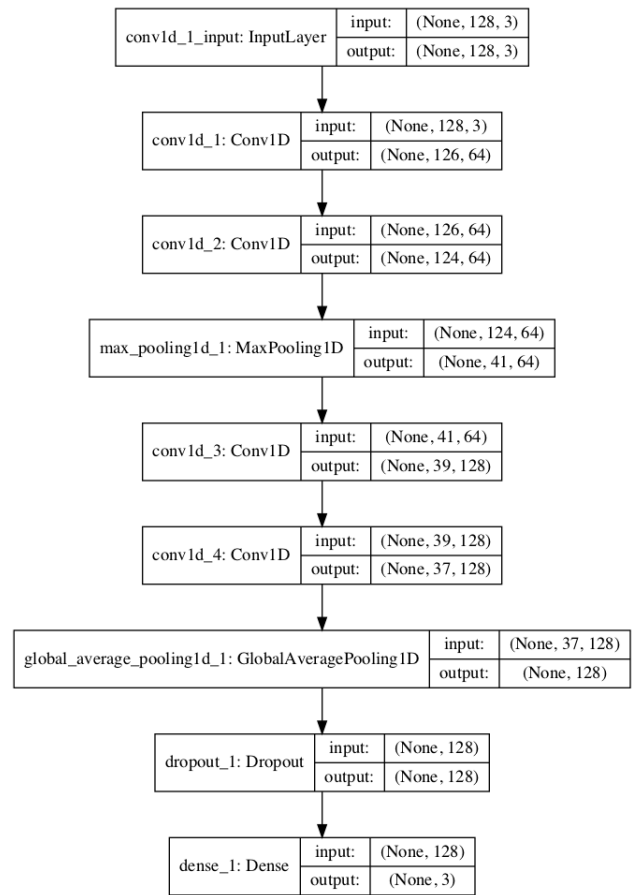 conv1d_1_input: InputLayer
input: (None, 128, 3)
output: (None, 128, 3)
conv1d_1: Conv1D
input: (None, 128, 3)
output: (None, 126, 64)
conv1d_2: Conv1D
input: (None, 126, 64)
output: (None, 124, 64)
max_pooling1d_1: MaxPooling1D
input: (None, 124, 64)
output: (None, 41, 64)
conv1d_3: Conv1D
input: (None, 41, 64)
output: (None, 39, 128)
conv1d_4: Conv1D
input: (None, 39, 128)
output: (None, 37, 128)
global_average_pooling1d_1: GlobalAveragePooling1D
input: (None, 37, 128)
output: (None, 128)
dropout_1: Dropout
input: (None, 128)
output: (None, 128)
dense_1: Dense
input: (None, 128)
output: (None, 3)